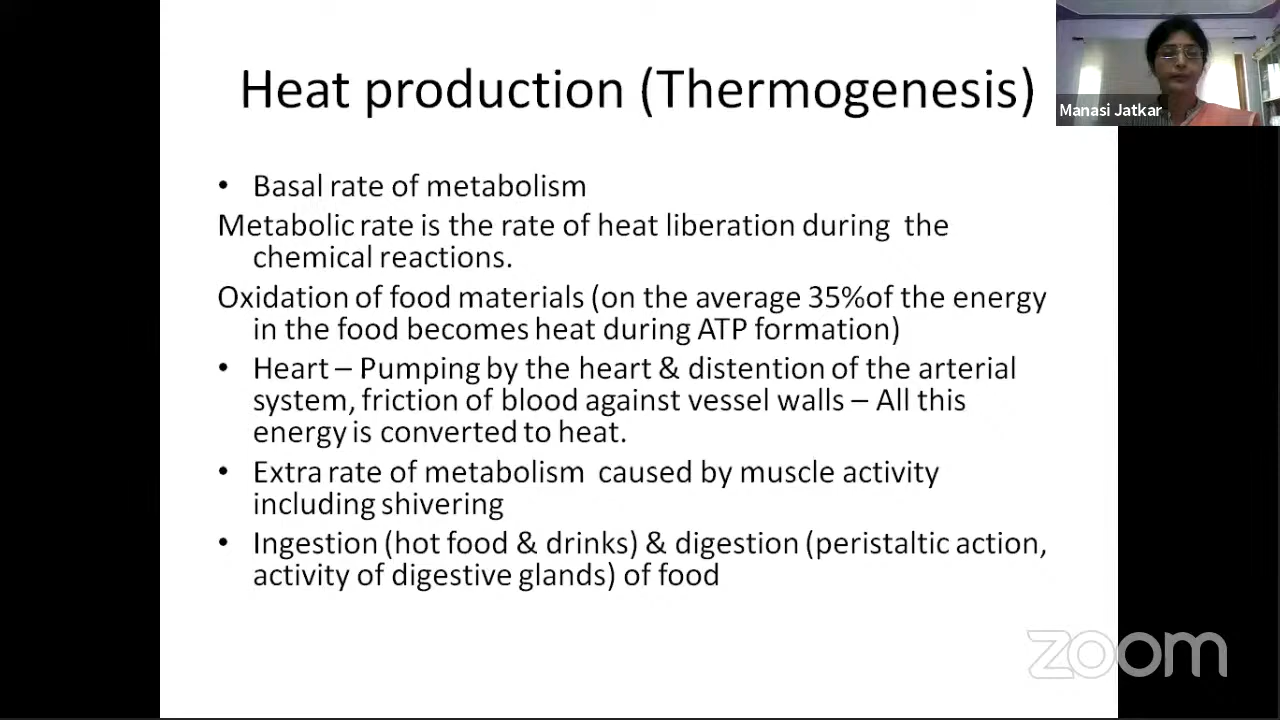 Heat production (Thermogenesis)
Manasi Jatkar
• Basal rate of metabolism
Metabolic rate is the rate of heat liberation during the
chemical reactions.
Oxidation of food materials (on the average 35%of the energy
in the food becomes heat during ATP formation)
• Heart – Pumping by the heart & distention of the arterial
system, friction of blood against vessel walls – All this
energy is converted to heat.
• Extra rate of metabolism caused by muscle activity
including shivering
• Ingestion (hot food & drinks) & digestion (peristaltic action,
activity of digestive glands) of food
zoom